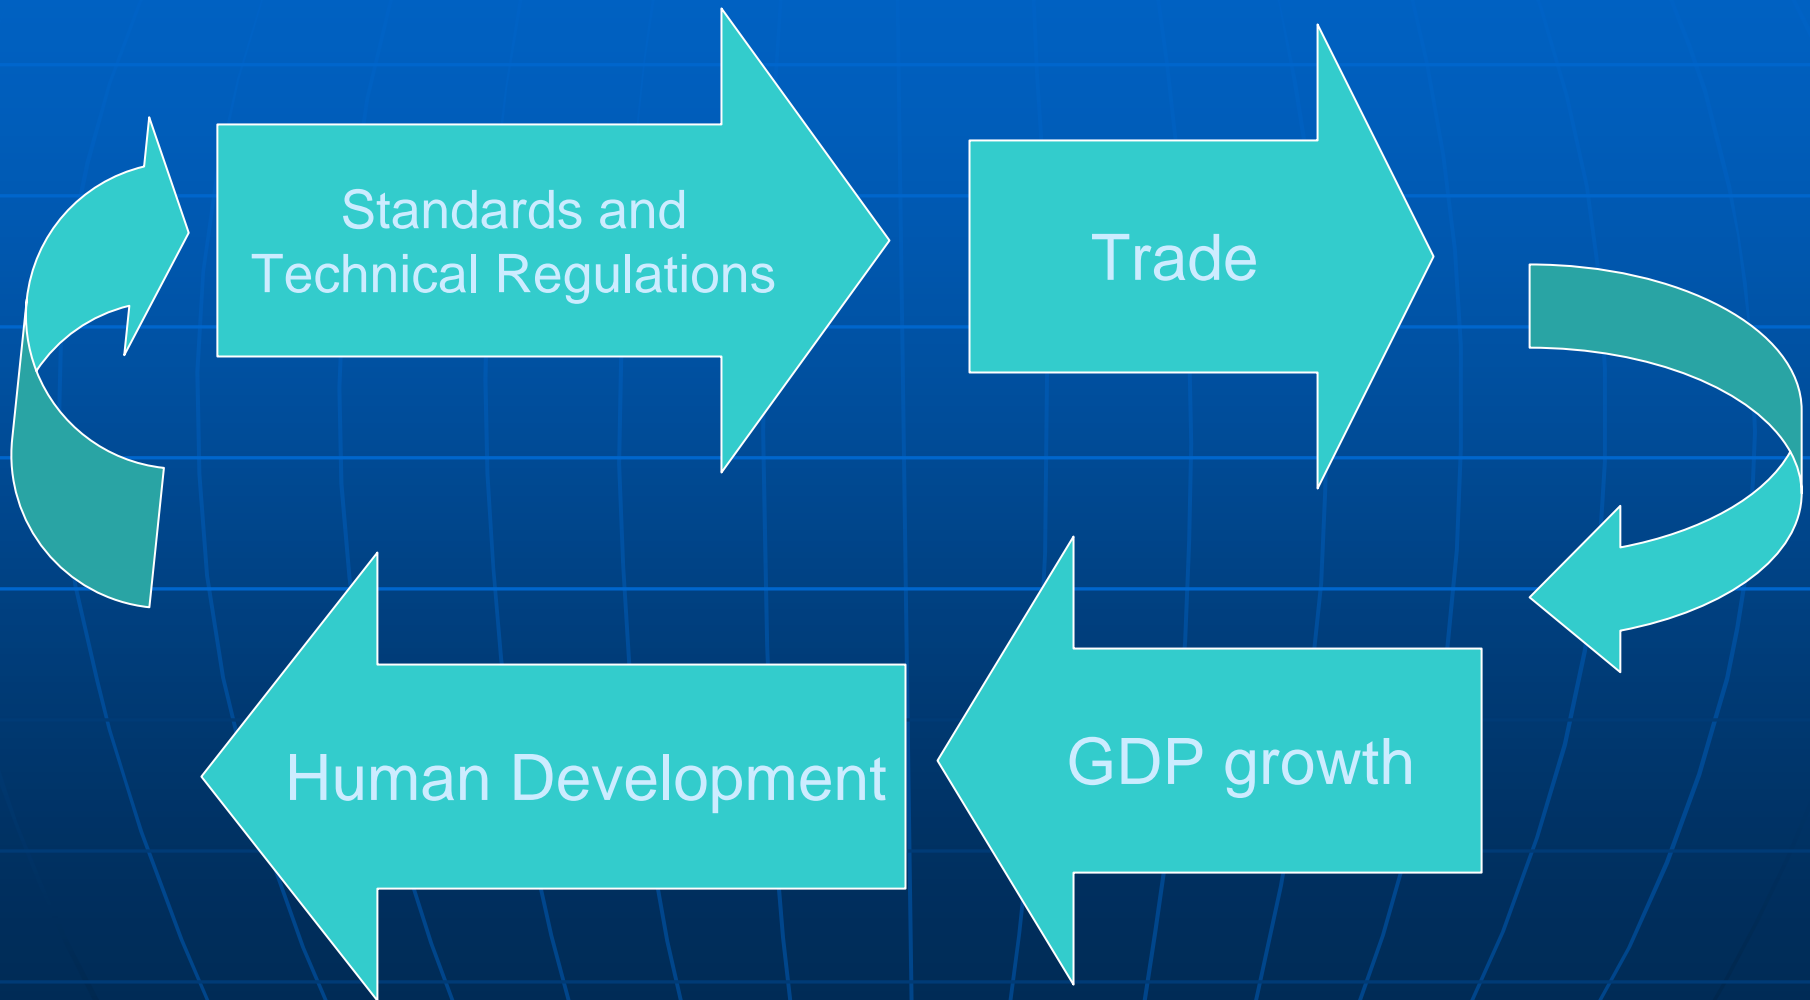 Standards and
Technical Regulations
Trade
GDP growth
Human Development